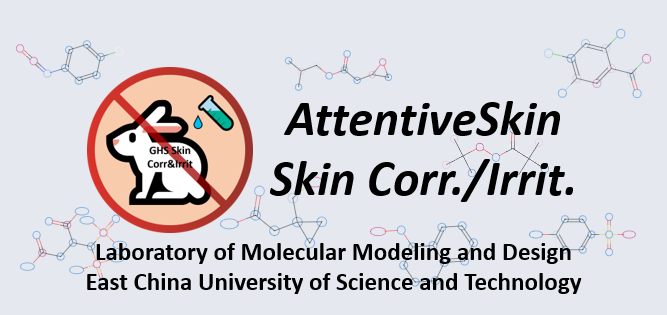 GHS Skin
Corr&Irrit
AttentiveSkin
Skin Corr./Irrit.
Laboratory of Molecular Modeling and Design
East China University of Science and Technology